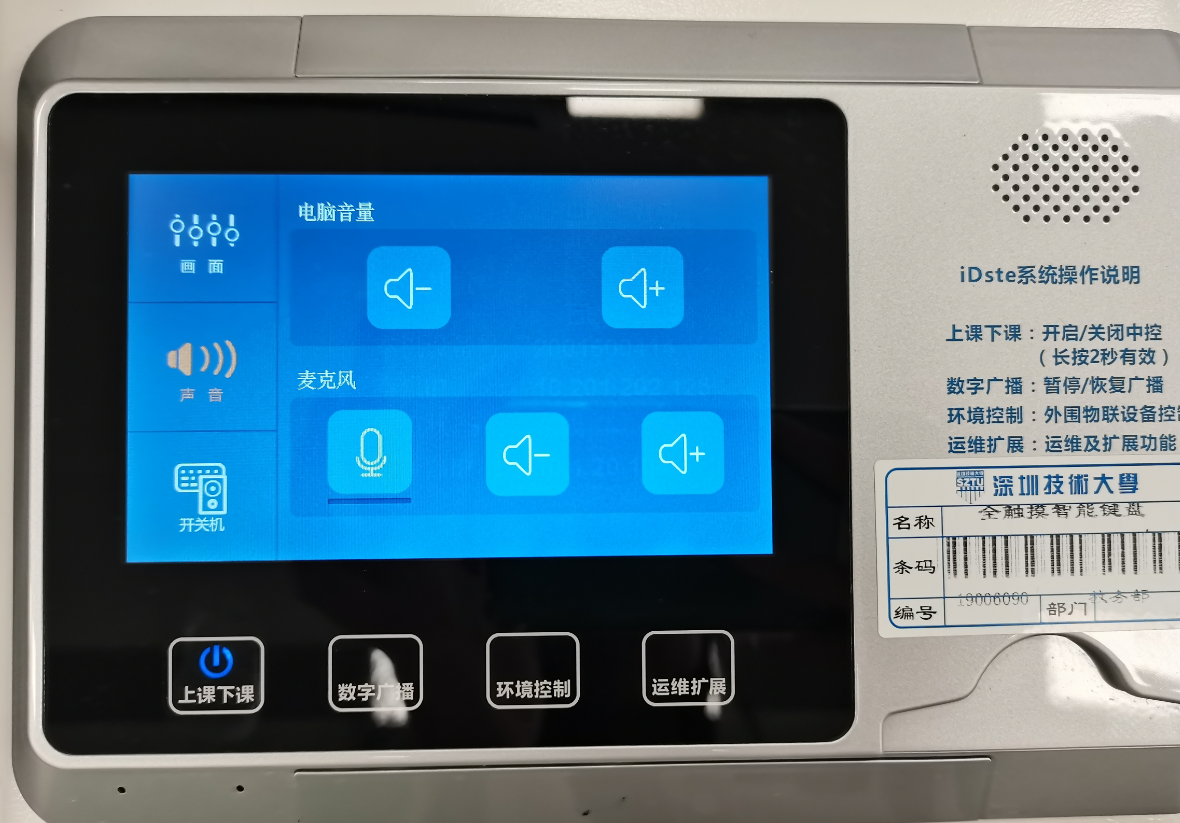 画 面
声 音
开关机
电脑音量
麦克风
上课下课
数字广播
环境控制
运维扩展
iDste系统操作说明
上课下课：开启/关闭中控
（长按2秒有效）
数字广播：暂停/恢复广播
环境控制：外围物联设备控制
运维扩展：运维及扩展功能
SZTU 深圳技術大學
名称 全触摸智能键盘
条码
编号 19006090 部门 教务部